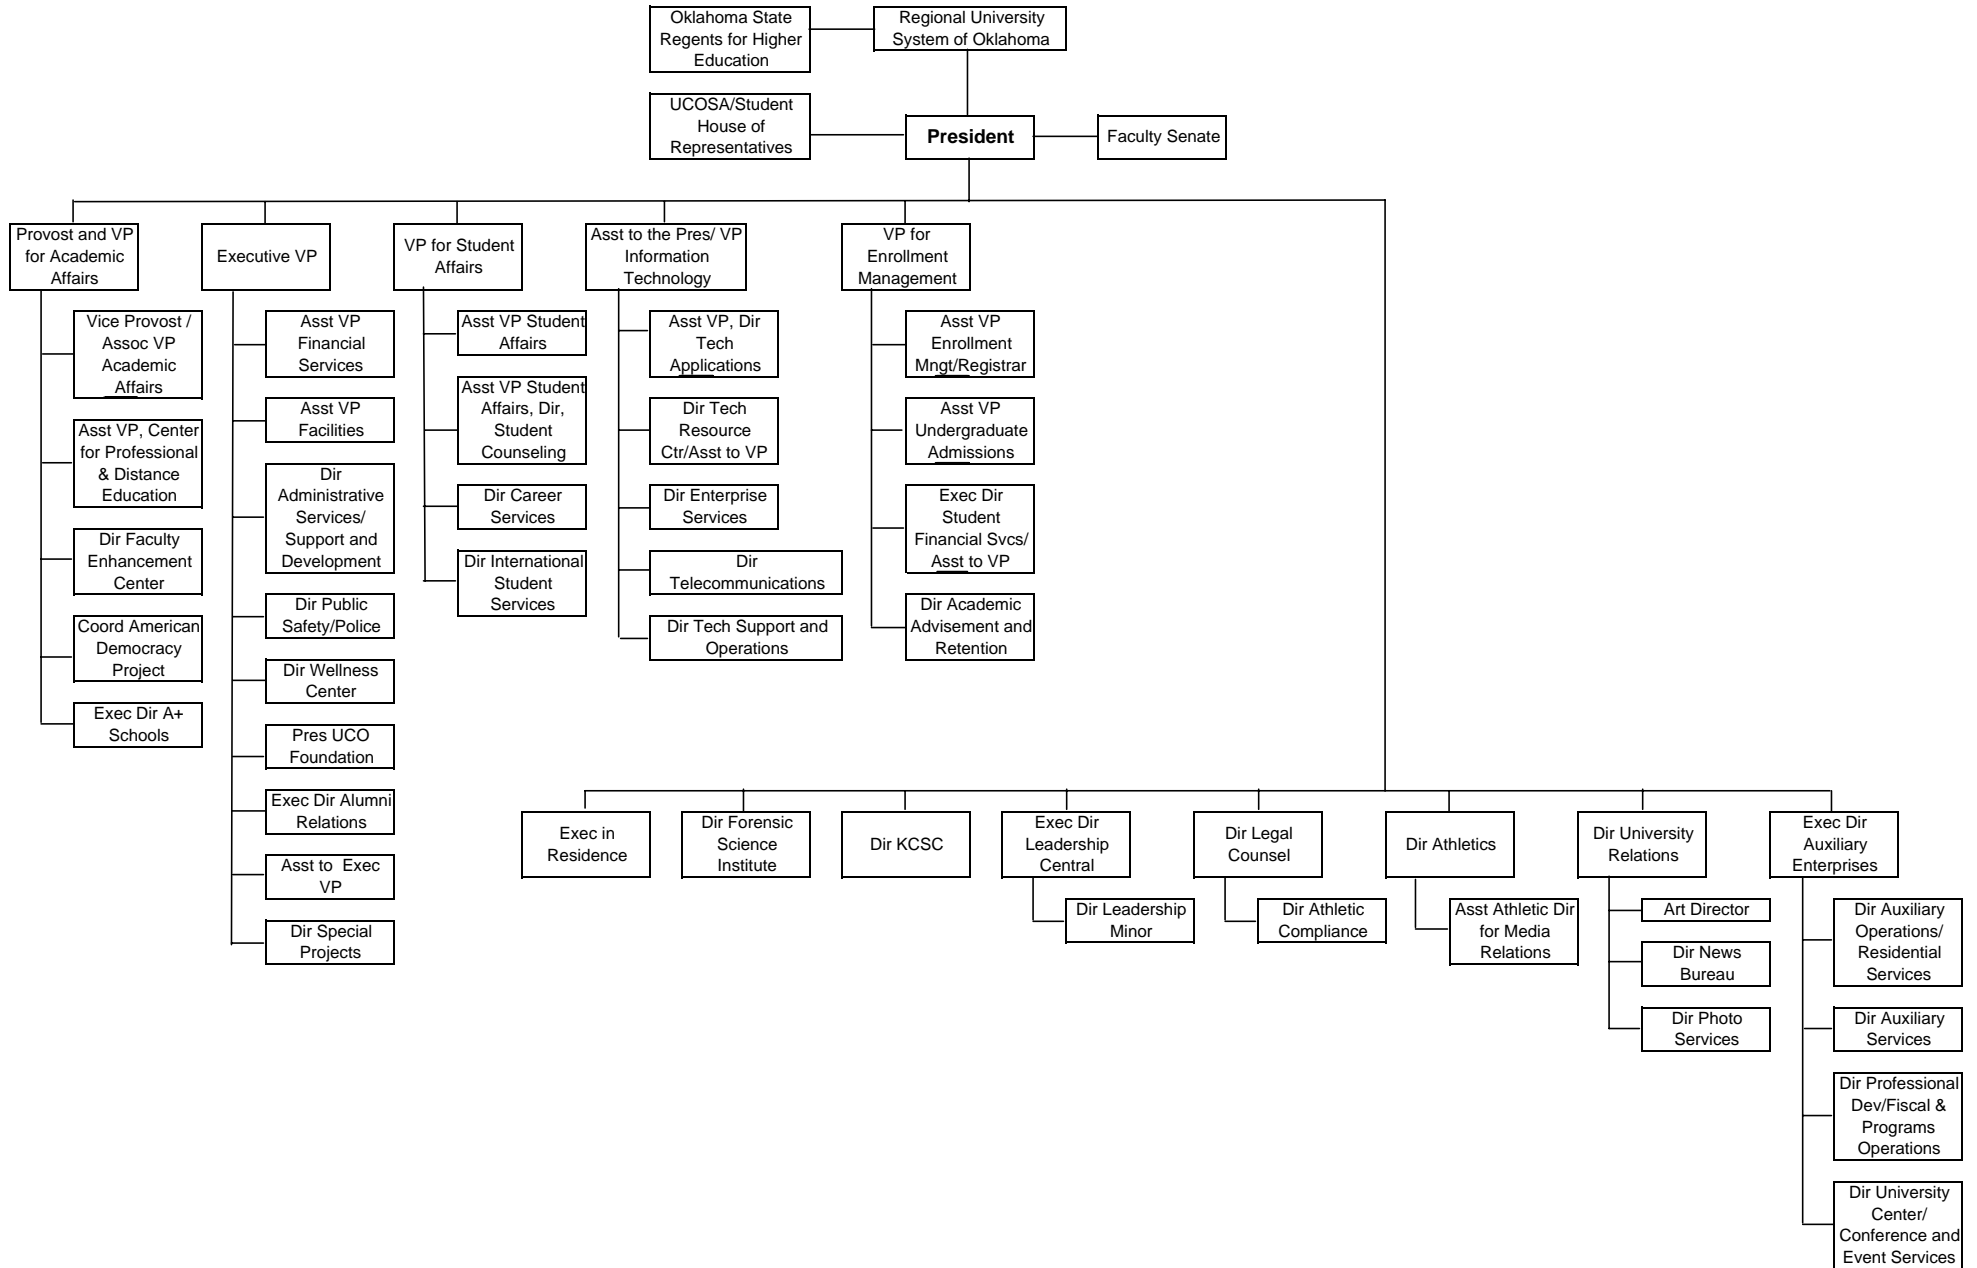 Oklahoma State
Regents for Higher
Education
Regional University
System of Oklahoma
UCOSA/Student
House of
Representatives
President
Faculty Senate
Provost and VP
for Academic
Affairs
Executive VP
VP for Student
Affairs
Asst to the Pres/ VP
Information
Technology
VP for
Enrollment
Management
Vice Provost /
Assoc VP
Academic
Affairs
Asst VP, Center
for Professional
& Distance
Education
Dir Faculty
Enhancement
Center
Coord American
Democracy
Project
Exec Dir A+
Schools
Asst VP
Financial
Services
Asst VP
Facilities
Dir
Administrative
Services/
Support and
Development
Dir Public
Safety/Police
Dir Wellness
Center
Pres UCO
Foundation
Exec Dir Alumni
Relations
Asst to Exec
VP
Dir Special
Projects
Asst VP Student
Affairs
Asst VP Student
Affairs, Dir,
Student
Counseling
Dir Career
Services
Dir International
Student
Services
Asst VP, Dir
Tech
Applications
Dir Tech
Resource
Ctr/Asst to VP
Dir Enterprise
Services
Dir
Telecommunications
Dir Tech Support and
Operations
Asst VP
Enrollment
Mngt/Registrar
Asst VP
Undergraduate
Admissions
Exec Dir
Student
Financial Svcs/
Asst to VP
Dir Academic
Advisement and
Retention
Exec in
Residence
Dir Forensic
Science
Institute
Dir KCSC
Exec Dir
Leadership
Central
Dir Leadership
Minor
Dir Legal
Counsel
Dir Athletic
Compliance
Dir Athletics
Asst Athletic Dir
for Media
Relations
Dir University
Relations
Art Director
Dir News
Bureau
Dir Photo
Services
Exec Dir
Auxiliary
Enterprises
Dir Auxiliary
Operations/
Residential
Services
Dir Auxiliary
Services
Dir Professional
Dev/Fiscal &
Programs
Operations
Dir University
Center/
Conference and
Event Services